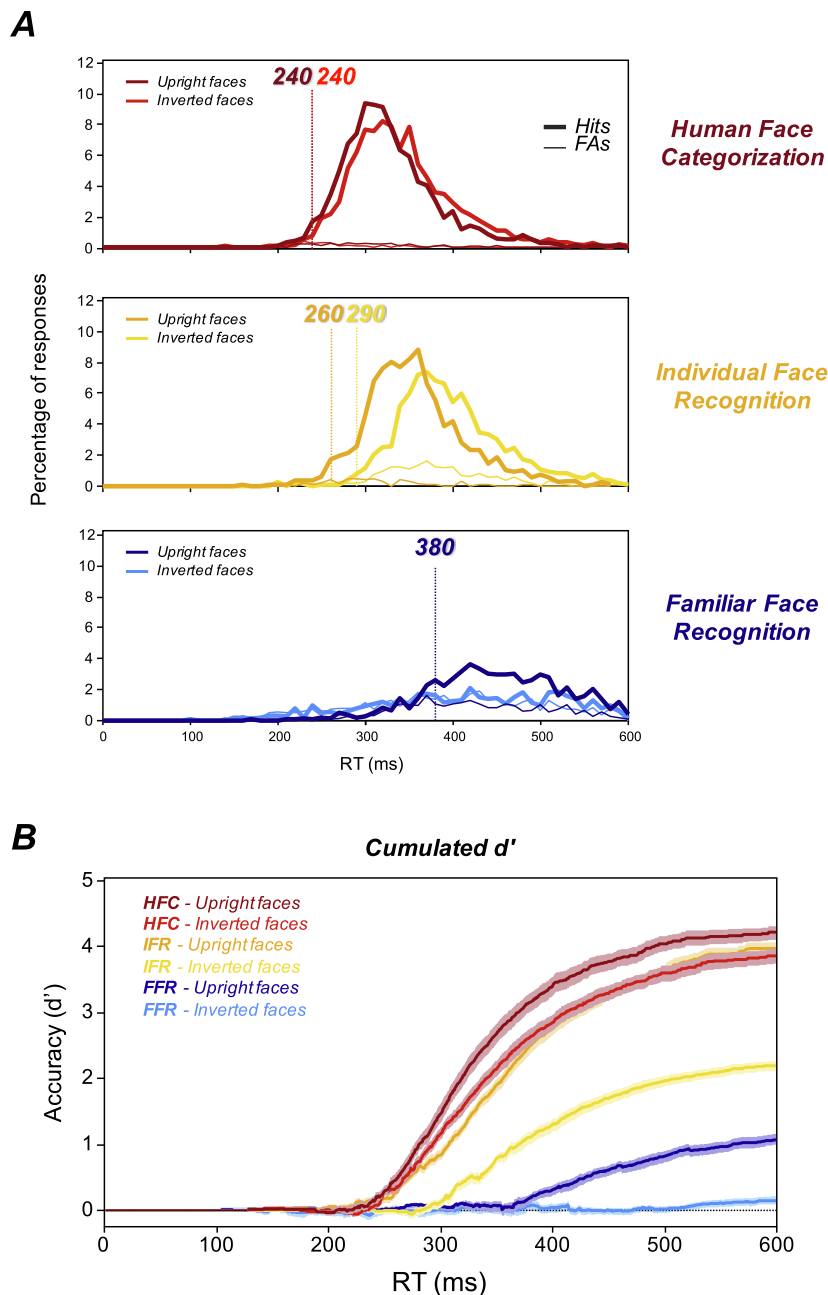 A
12
10
8
6
4
2
0
Upright faces
Inverted faces
240 240
Hits
FAs
Human Face
Categorization
Percentage of responses
12
10
8
6
4
2
0
Upright faces
Inverted faces
260 290
Individual Face
Recognition
12
10
8
6
4
2
0
Upright faces
Inverted faces
380
Familiar Face
Recognition
0 100 200 300 400 500 600
RT (ms)
B
Cumulated d'
5
4
3
2
1
0
Accuracy (d’)
HFC - Upright faces
HFC - Inverted faces
IFR - Upright faces
IFR - Inverted faces
FFR - Upright faces
FFR - Inverted faces
0 100 200 300 400 500 600
RT (ms)